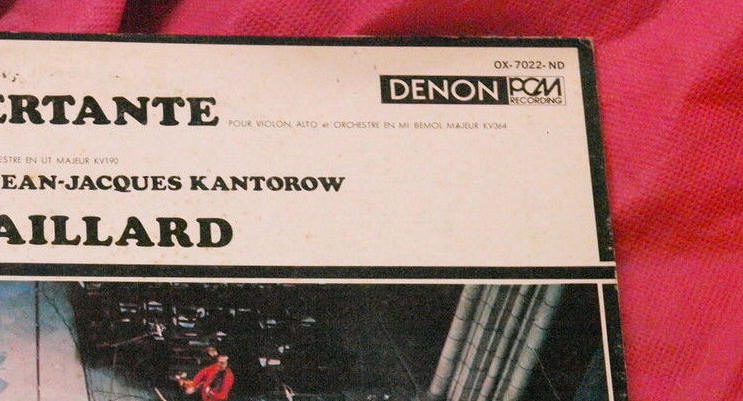 OX-7022-ND
DENON PCM RECORDING
ERTANTE POUR VIOLON, ALTO et ORCHESTRE EN MI BEMOL MAJEUR KV364
ESTRE EN UT MAJEUR KV190
EAN-JACQUES KANTOROW
AILLARD